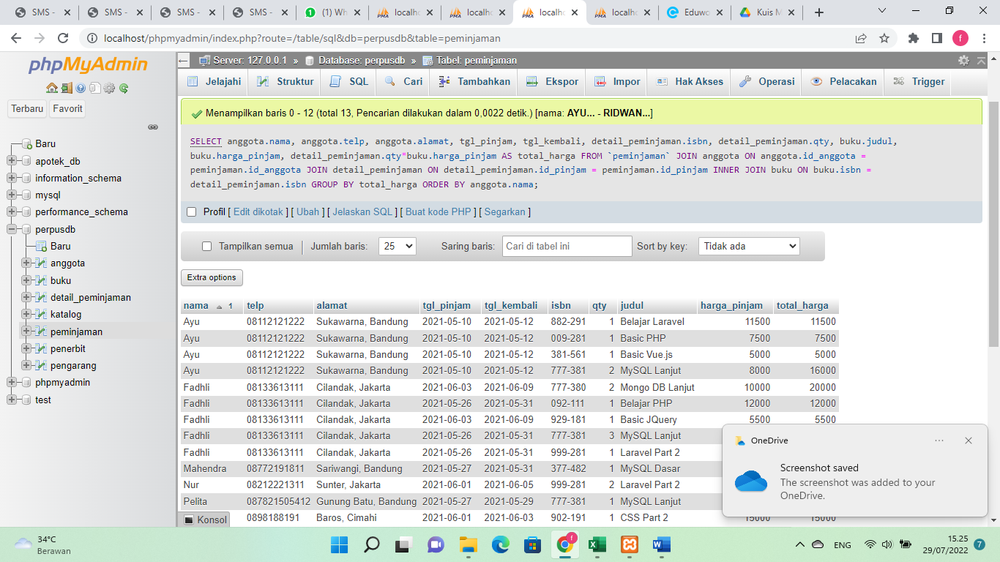 SMS -
SMS -
SMS -
SMS -
(1) Wh
localho
localho
localho
localho
Eduwo
Kuis M
localhost/phpmyadmin/index.php?route=/table/sql&db=perpusdb&table=peminjaman
f
phpMyAdmin
Terbaru Favorit
Baru
apotek_db
information_schema
mysql
performance_schema
perpusdb
Baru
anggota
buku
detail_peminjaman
katalog
peminjaman
penerbit
pengarang
phpmyadmin
test
Server: 127.0.0.1 » Database: perpusdb » Tabel: peminjaman
Jelajahi Struktur SQL Cari Tambahkan Ekspor Impor Hak Akses Operasi Pelacakan Trigger
Menampilkan baris 0 - 12 (total 13, Pencarian dilakukan dalam 0,0022 detik.) [nama: AYU... - RIDWAN...]
SELECT anggota.nama, anggota.telp, anggota.alamat, tgl_pinjam, tgl_kembali, detail_peminjaman.isbn, detail_peminjaman.qty, buku.judul,
buku.harga_pinjam, detail_peminjaman.qty*buku.harga_pinjam AS total_harga FROM `peminjaman` JOIN anggota ON anggota.id_anggota =
peminjaman.id_anggota JOIN detail_peminjaman ON detail_peminjaman.id_pinjam = peminjaman.id_pinjam INNER JOIN buku ON buku.isbn =
detail_peminjaman.isbn GROUP BY total_harga ORDER BY anggota.nama;
Profil [ Edit dikotak ] [ Ubah ] [ Jelaskan SQL ] [ Buat kode PHP ] [ Segarkan ]
Tampilkan semua Jumlah baris: 25 Saring baris: Cari di tabel ini Sort by key: Tidak ada
Extra options
nama 1 telp alamat tgl_pinjam tgl_kembali isbn qty judul harga_pinjam total_harga
Ayu 08112121222 Sukawarna, Bandung 2021-05-10 2021-05-12 882-291 1 Belajar Laravel 11500 11500
Ayu 08112121222 Sukawarna, Bandung 2021-05-10 2021-05-12 009-281 1 Basic PHP 7500 7500
Ayu 08112121222 Sukawarna, Bandung 2021-05-10 2021-05-12 381-561 1 Basic Vue.js 5000 5000
Ayu 08112121222 Sukawarna, Bandung 2021-05-10 2021-05-12 777-381 2 MySQL Lanjut 8000 16000
Fadhli 08133613111 Cilandak, Jakarta 2021-06-03 2021-06-09 777-380 2 Mongo DB Lanjut 10000 20000
Fadhli 08133613111 Cilandak, Jakarta 2021-05-26 2021-05-31 092-111 1 Belajar PHP 12000 12000
Fadhli 08133613111 Cilandak, Jakarta 2021-06-03 2021-06-09 929-181 1 Basic JQuery 5500 5500
Fadhli 08133613111 Cilandak, Jakarta 2021-05-26 2021-05-31 777-381 3 MySQL Lanjut
Fadhli 08133613111 Cilandak, Jakarta 2021-05-26 2021-05-31 999-281 1 Laravel Part 2
Mahendra 08772191811 Sariwangi, Bandung 2021-05-27 2021-05-31 377-482 1 MySQL Dasar
Nur 08212221311 Sunter, Jakarta 2021-06-01 2021-06-05 999-281 2 Laravel Part 2
Pelita 087821505412 Gunung Batu, Bandung 2021-05-27 2021-05-29 777-381 1 MySQL Lanjut
0898188191 Baros, Cimahi 2021-06-01 2021-06-03 902-191 1 CSS Part 2 15000 15000
Konsol
OneDrive
Screenshot saved
The screenshot was added to your
OneDrive.
34°C
Berawan
f
ENG
15.25
29/07/2022
7